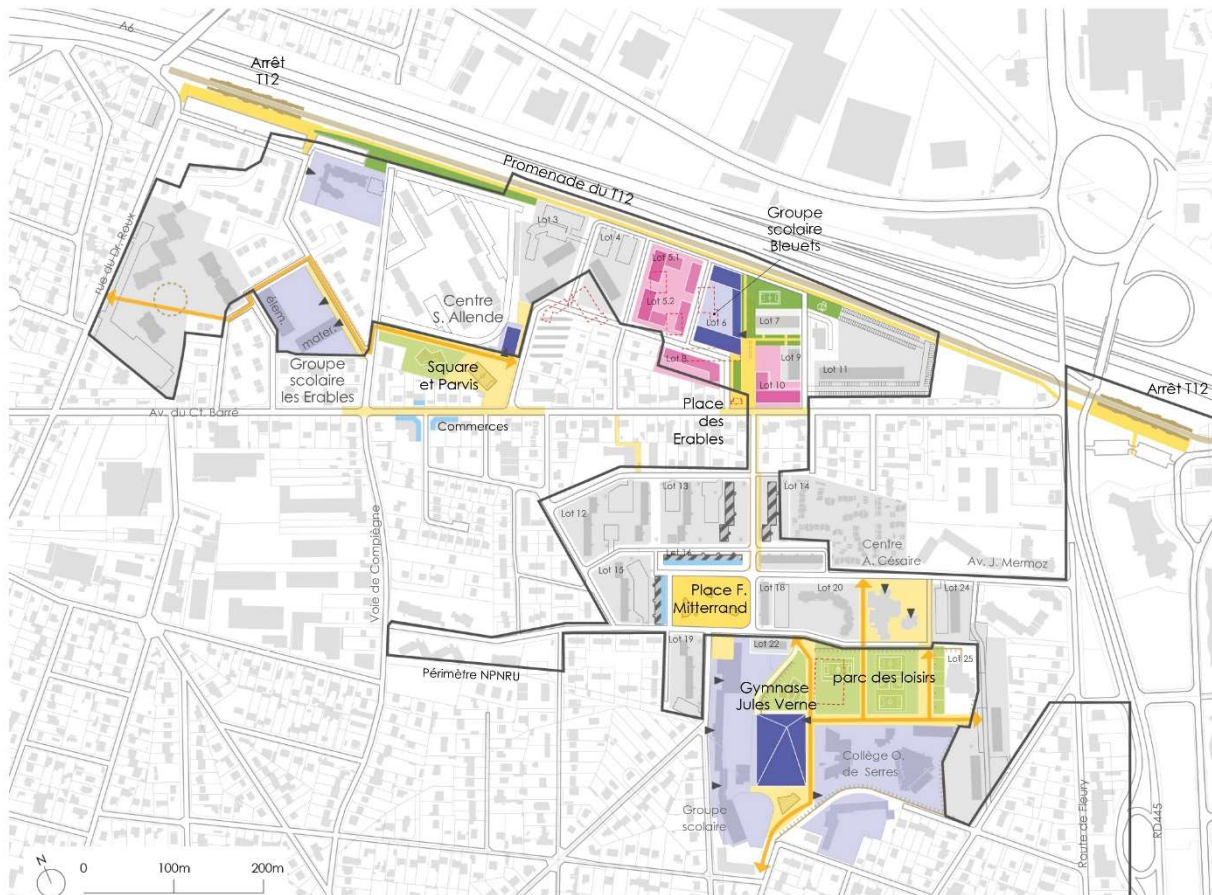 A6
Arrêt
T12
Promenade du T12
Groupe
scolaire
Bleuets
rue du Dr. Roux
Lot 3
Lot 4
Lot 5.1
Lot 5.2
Lot 6
Lot 7
Lot 8
Lot 9
Lot 10
Lot 11
Centre
S. Allende
élem.
mater.
Groupe
scolaire
les Erables
Square
et Parvis
Place
des
Erables
Arrêt T12
Av. du Ct. Barré
Commerces
Lot 12
Lot 13
Lot 14
Centre
A. Césaire
Av. J. Mermoz
Lot 15
Lot 16
Voie de Compiègne
Place F.
Mitterrand
Lot 18
Lot 20
Lot 24
Lot 19
Lot 22
Lot 25
Périmètre NPNRU
Gymnase
Jules Verne
parc des loisirs
Collège O.
de Serres
Groupe
scolaire
Route de Fleury
RD445
N
0
100m
200m